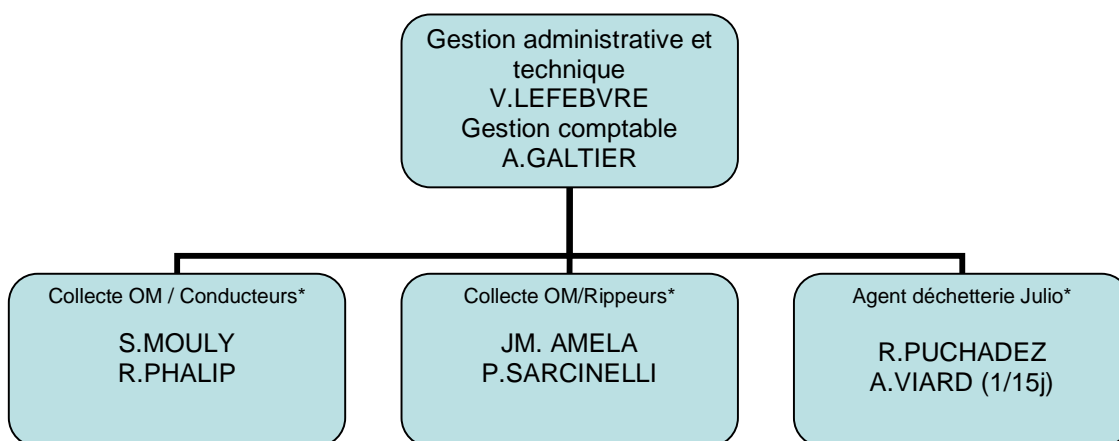 Gestion administrative et
technique
V.LEFEBVRE
Gestion comptable
A.GALTIER
Collecte OM / Conducteurs*
S.MOULY
R.PHALIP
Collecte OM/Rippeurs*
JM. AMELA
P.SARCINELLI
Agent déchetterie Julio*
R.PUCHADEZ
A.VIARD (1/15j)